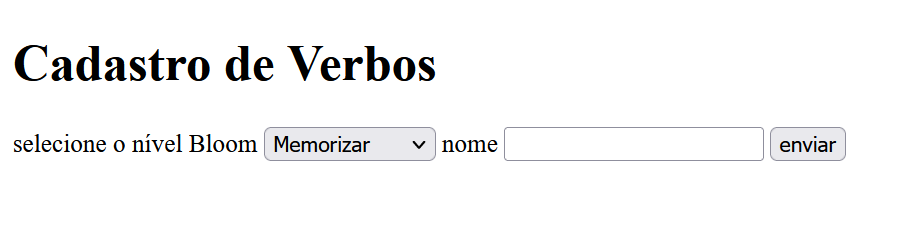 Cadastro de Verbos
selecione o nível Bloom Memorizar nome enviar